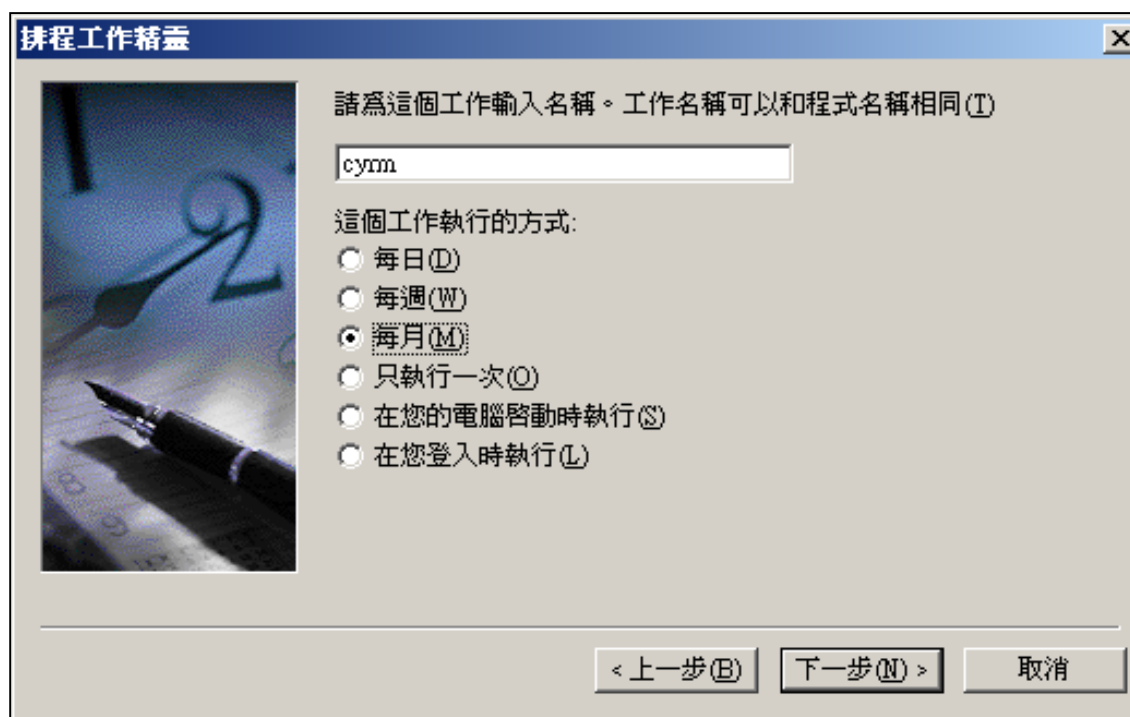 排程工作精靈
請為這個工作輸入名稱。工作名稱可以和程式名稱相同(T)
cyrm
這個工作執行的方式:
每日(D)
每週(W)
每月(M)
只執行一次(O)
在您的電腦啓動時執行(S)
在您登入時執行(L)
<上一步(B) 下一步(N)> 取消